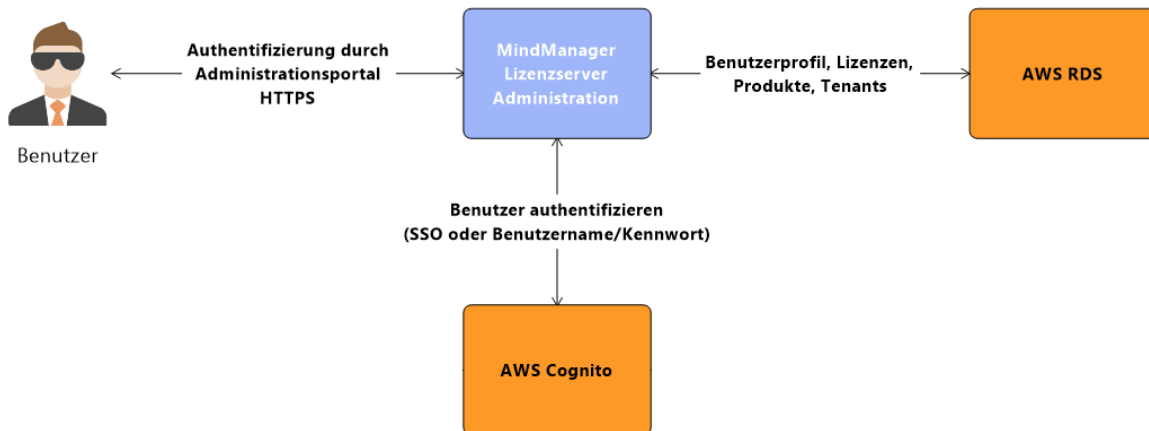 Authentifizierung durch
Administrationsportal
HTTPS
MindManager
Lizenzserver
Administration
Benutzerprofil, Lizenzen,
Produkte, Tenants
AWS RDS
Benutzer
Benutzer authentifizieren
(SSO oder Benutzername/Kennwort)
AWS Cognito